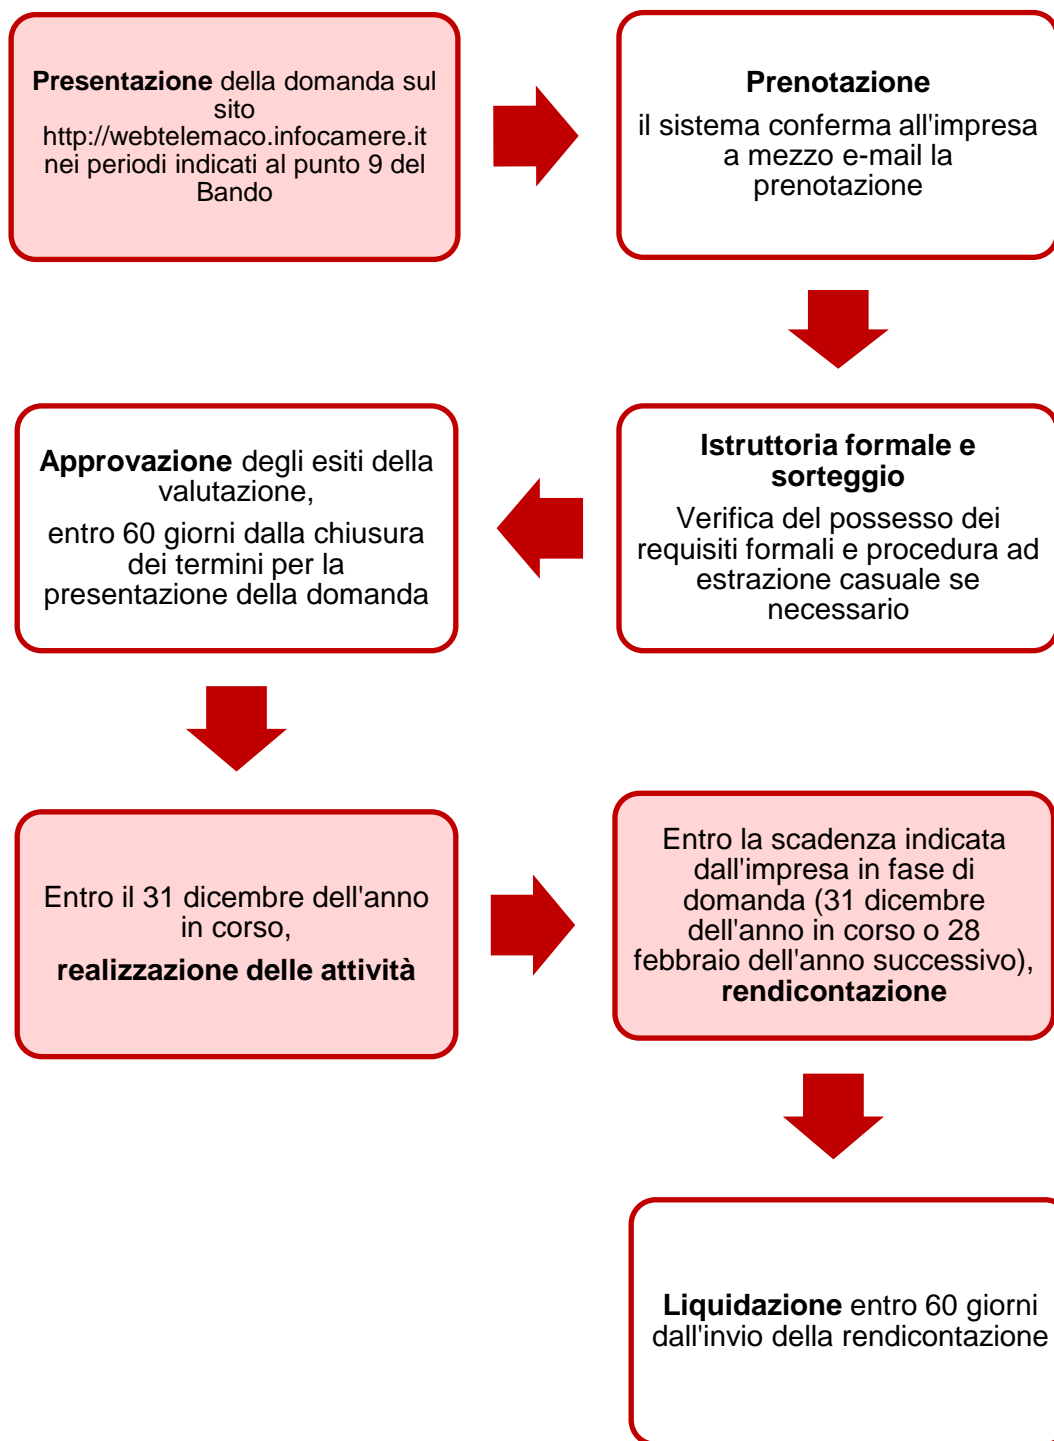 Presentazione della domanda sul
sito
http://webtelemaco.infocamere.it
nei periodi indicati al punto 9 del
Bando
Prenotazione
il sistema conferma all'impresa
a mezzo e-mail la
prenotazione
Istruttoria formale e
sorteggio
Verifica del possesso dei
requisiti formali e procedura ad
estrazione casuale se
necessario
Approvazione degli esiti della
valutazione,
entro 60 giorni dalla chiusura
dei termini per la
presentazione della domanda
Entro il 31 dicembre dell'anno
in corso,
realizzazione delle attività
Entro la scadenza indicata
dall'impresa in fase di
domanda (31 dicembre
dell'anno in corso o 28
febbraio dell'anno successivo),
rendicontazione
Liquidazione entro 60 giorni
dall'invio della rendicontazione